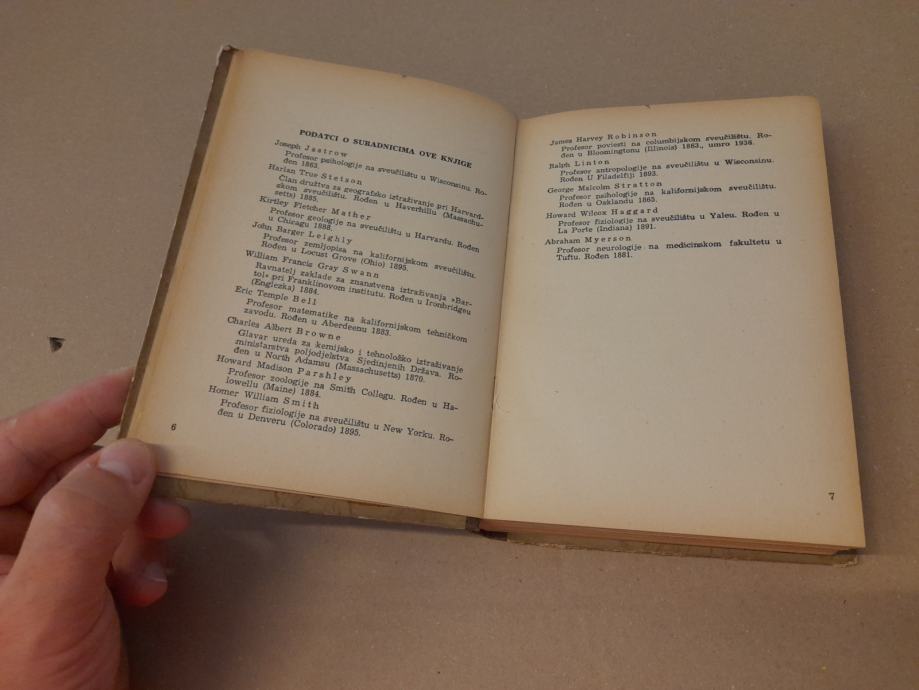 PODATCI O SURADNICIMA OVE KNJIGE
Joseph Jastrow
Profesor psihologije na sveučilištu u Wisconsinu. Ro-
đen 1863.
Harlan True Stetson
Član društva za geografsko iztraživanje pri Harvard-
skom sveučilištu. Rođen u Haverhillu (Massachu-
setts) 1885.
Kirtley Fletcher Mather
Profesor geologije na sveučilištu u Harvardu. Rođen
u Chicagu 1888.
John Barger Leighly
Profesor zemljopisa na kalifornijskom sveučilištu.
Rođen u Locust Grove (Ohio) 1895.
William Francis Gray Swann
Ravnatelj zaklade za znanstvena iztraživanja »Bar-
tol« pri Franklinovom institutu. Rođen u Ironbridgeu
(Englezka) 1884.
Eric Temple Bell
Profesor matematike na kalifornijskom tehničkom
zavodu. Rođen u Aberdeenu 1883.
Charles Albert Browne
Glavar ureda za kemijsko i tehnoložko iztraživanje
ministarstva poljodjelstva Sjedinjenih Država. Ro-
đen u North Adamsu (Massachusetts) 1870.
Howard Madison Parshley
Profesor zoologije na Smith Collegu. Rođen u Ha-
lowellu (Maine) 1884.
Homer William Smith
Profesor fiziologije na sveučilištu u New Yorku. Ro-
đen u Denveru (Colorado) 1895.
6
James Harvey Robinson
Profesor poviesti na columbijskom sveučilištu. Ro-
đen u Bloomingtonu (Illinois) 1863., umro 1936.
Ralph Linton
Profesor antropologije na sveučilištu u Wisconsinu.
Rođen U Filadelfiji 1893.
George Malcolm Stratton
Profesor psihologije na kalifornijskom sveučilištu.
Rođen u Oaklandu 1865.
Howard Wilcox Haggard
Profesor fiziologije na sveučilištu u Yaleu. Rođen u
La Porte (Indiana) 1891.
Abraham Myerson
Profesor neurologije na medicinskom fakultetu u
Tuftu. Rođen 1881.
7